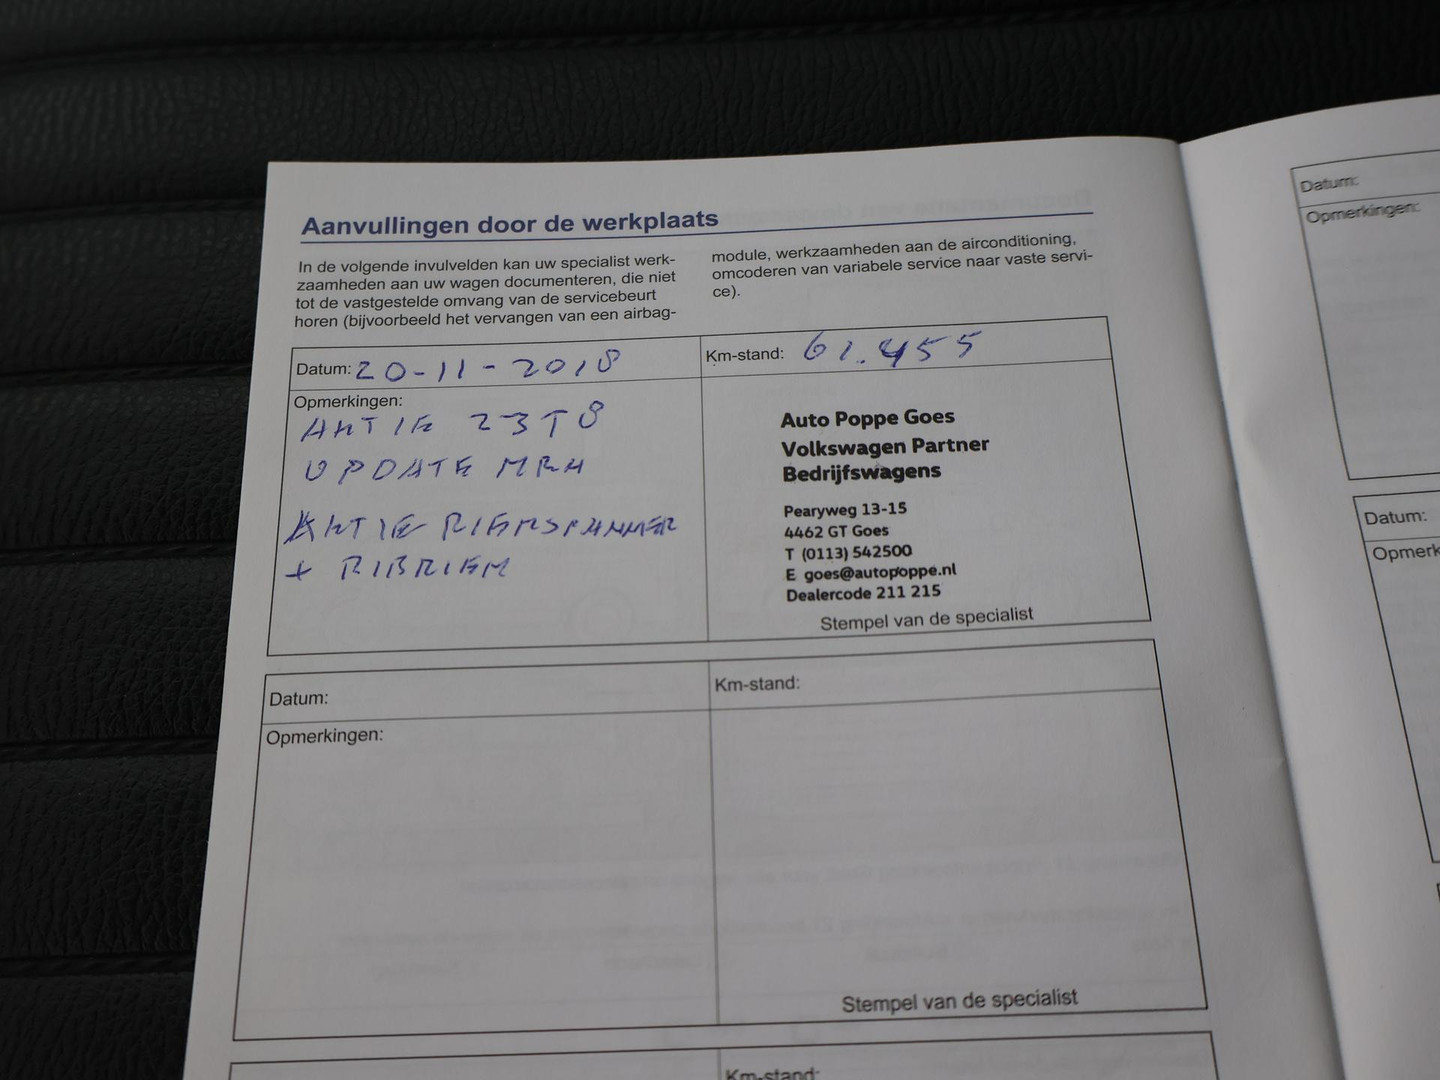 Aanvullingen door de werkplaats
In de volgende invulvelden kan uw specialist werk-
zaamheden aan uw wagen documenteren, die niet
tot de vastgestelde omvang van de servicebeurt
horen (bijvoorbeeld het vervangen van een airbag-
module, werkzaamheden aan de airconditioning,
omcoderen van variabele service naar vaste servi-
ce).
Datum: 20-11-2018
Km-stand: 61.455
Opmerkingen:
AKTIE 23T8
UPDATE MRA
AKTIE RIEMSPANNER
+ RIBRIEM
Auto Poppe Goes
Volkswagen Partner
Bedrijfswagens
Pearyweg 13-15
4462 GT Goes
T (0113) 542500
E goes@autopoppe.nl
Dealercode 211 215
Stempel van de specialist
Datum:
Km-stand:
Opmerkingen:
Stempel van de specialist
Km-stand:
Datum:
Opmerkingen:
Datum:
Opmerk